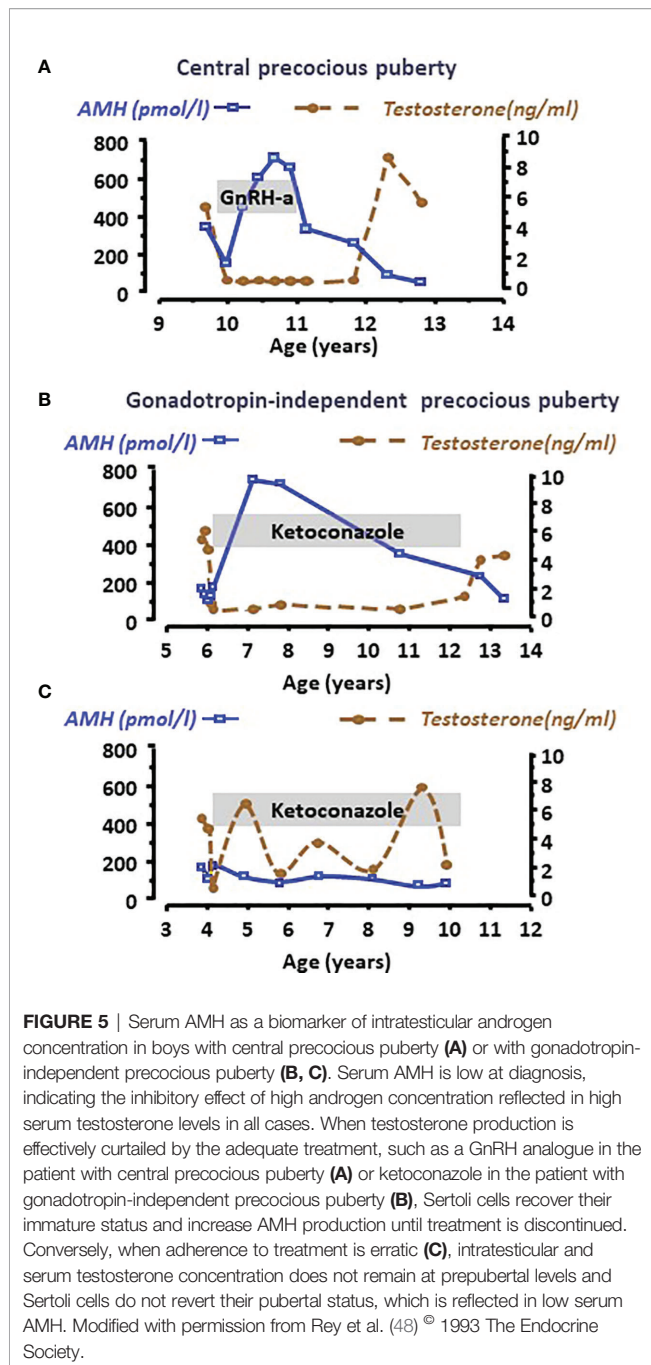 A
Central precocious puberty
AMH (pmol/l) Testosterone(ng/ml)
800 10
600 8
GnRH-a 6
400 4
200 2
0 0
9 10 11 12 13 14
Age (years)
B
Gonadotropin-independent precocious puberty
AMH (pmol/l) Testosterone(ng/ml)
800 10
600 8
Ketoconazole 6
400 4
200 2
0 0
5 6 7 8 9 10 11 12 13 14
Age (years)
C
AMH (pmol/l) Testosterone(ng/ml)
800 10
600 8
Ketoconazole 6
400 4
200 2
0 0
3 4 5 6 7 8 9 10 11 12
Age (years)
FIGURE 5 | Serum AMH as a biomarker of intratesticular androgen
concentration in boys with central precocious puberty (A) or with gonadotropin-
independent precocious puberty (B, C). Serum AMH is low at diagnosis,
indicating the inhibitory effect of high androgen concentration reflected in high
serum testosterone levels in all cases. When testosterone production is
effectively curtailed by the adequate treatment, such as a GnRH analogue in the
patient with central precocious puberty (A) or ketoconazole in the patient with
gonadotropin-independent precocious puberty (B), Sertoli cells recover their
immature status and increase AMH production until treatment is discontinued.
Conversely, when adherence to treatment is erratic (C), intratesticular and
serum testosterone concentration does not remain at prepubertal levels and
Sertoli cells do not revert their pubertal status, which is reflected in low serum
AMH. Modified with permission from Rey et al. (48) © 1993 The Endocrine
Society.